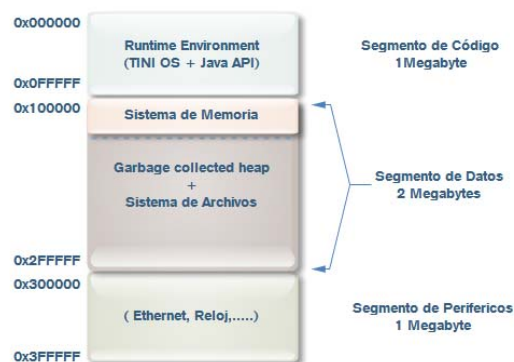 0x000000
Runtime Environment
(TINI OS + Java API)
Segmento de Código
1Megabyte
0x0FFFFF
0x100000
Sistema de Memoria
Garbage collected heap
+
Sistema de Archivos
Segmento de Datos
2 Megabytes
0x2FFFFF
0x300000
( Ethernet, Reloj,.....)
Segmento de Perifericos
1 Megabyte
0x3FFFFF